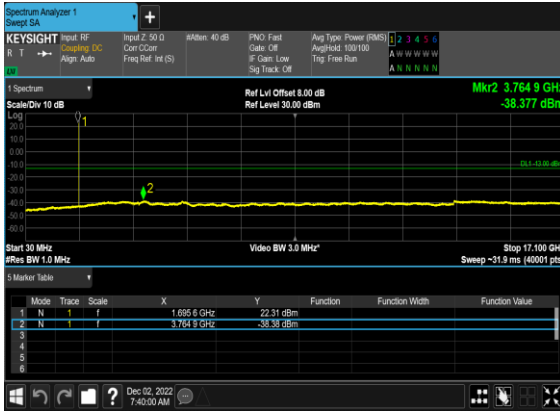 Spectrum Analyzer 1
Swept SA
KEYSIGHT
R T
Input: RF
Coupling: DC
Align: Auto
Input Z: 50 Ω
Corr CCorr
Freq Ref: Int (S)
#Atten: 40 dB
PNO: Fast
Gate: Off
IF Gain: Low
Sig Track: Off
Avg Type: Power (RMS)
Avg|Hold: 100/100
Trig: Free Run
1 2 3 4 5 6
A W W W W W
A N N N N N
1 Spectrum
Scale/Div 10 dB
Ref Lvl Offset 8.00 dB
Ref Level 30.00 dBm
Mkr2 3.764 9 GHz
-38.377 dBm
Log
20.0
10.0
0.00
-10.0
-20.0
-30.0
-40.0
-50.0
-60.0
1
2
DL1 -13.00 dBm
Start 30 MHz
#Res BW 1.0 MHz
Video BW 3.0 MHz*
Stop 17.100 GHz
Sweep ~31.9 ms (40001 pts)
5 Marker Table
Mode Trace Scale X Y Function Function Width Function Value
1 N 1 f 1.695 6 GHz 22.31 dBm
2 N 1 f 3.764 9 GHz -38.38 dBm
3
4
5
6
?
Dec 02, 2022
7:40:00 AM